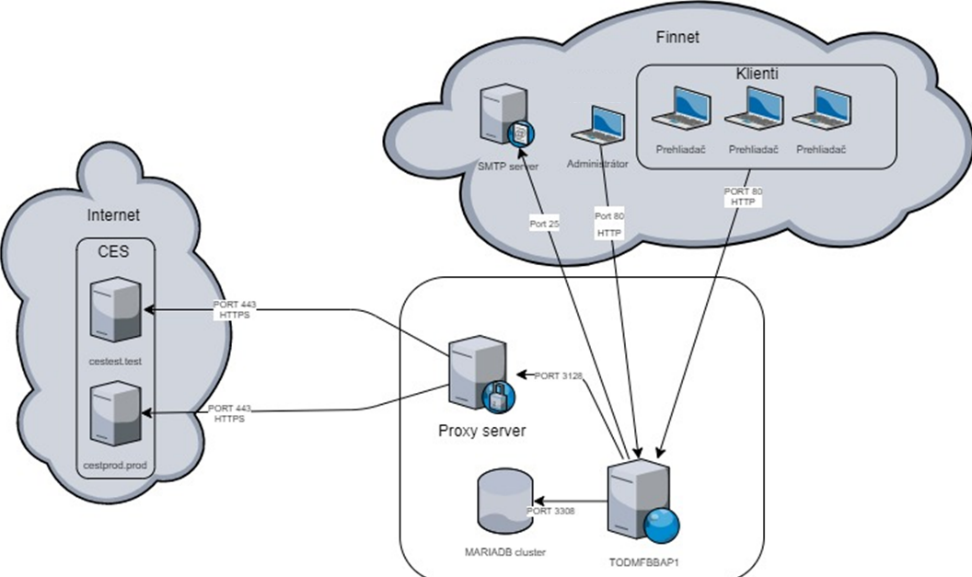 Finnet
Klienti
Prehliadač
Prehliadač
Prehliadač
SMTP server
Administrátor
Port 25
Port 80
HTTP
PORT 80
HTTP
Internet
CES
cestest.test
cestprod.prod
PORT 443
HTTPS
PORT 443
HTTPS
PORT 3128
Proxy server
PORT 3308
MARIADB cluster
TODMFBBAP1